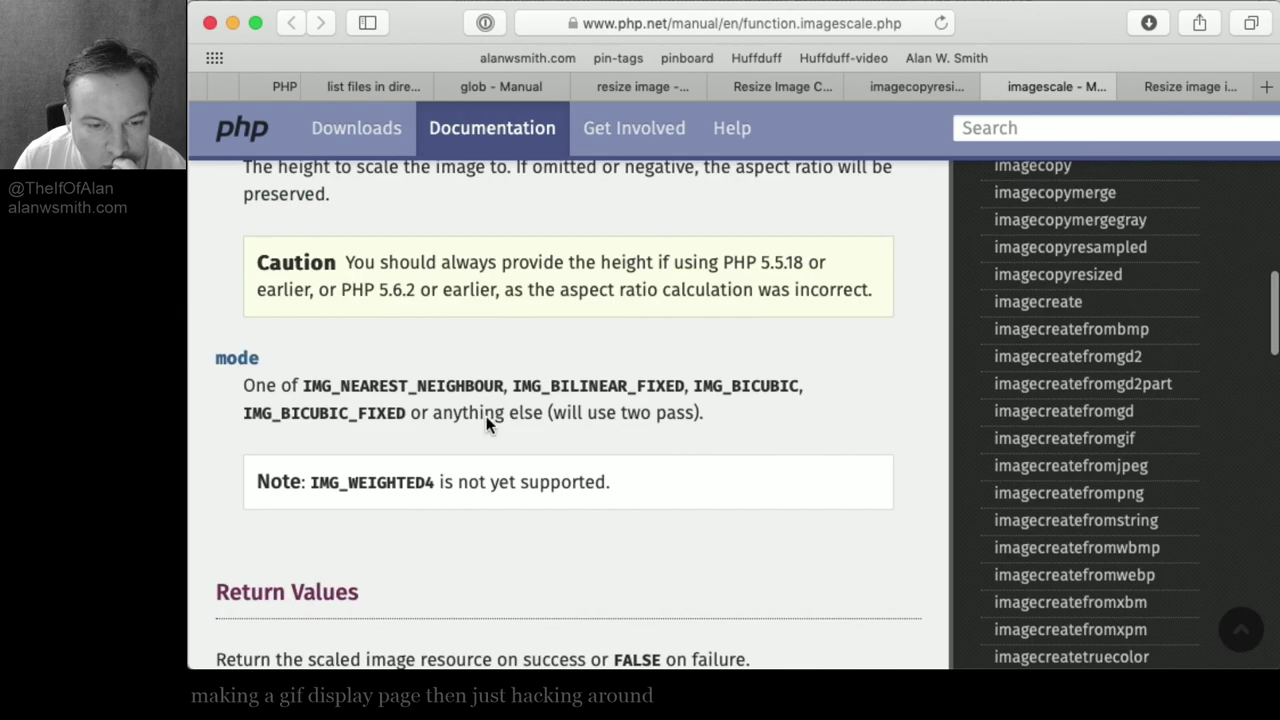 www.php.net/manual/en/function.imagescale.php
alanwsmith.com pin-tags pinboard Huffduff Huffduff-video Alan W. Smith
PHP list files in dire... glob - Manual resize image -... Resize Image C... imagecopyresi... imagescale - M... Resize image i...
php Downloads Documentation Get Involved Help Search
@TheIfOfAlan
alanwsmith.com
The height to scale the image to. If omitted or negative, the aspect ratio will be
preserved.
Caution You should always provide the height if using PHP 5.5.18 or
earlier, or PHP 5.6.2 or earlier, as the aspect ratio calculation was incorrect.
mode
One of IMG_NEAREST_NEIGHBOUR, IMG_BILINEAR_FIXED, IMG_BICUBIC,
IMG_BICUBIC_FIXED or anything else (will use two pass).
Note: IMG_WEIGHTED4 is not yet supported.
Return Values
Return the scaled image resource on success or FALSE on failure.
imagecopy
imagecopymerge
imagecopymergegray
imagecopyresampled
imagecopyresized
imagecreate
imagecreatefrombmp
imagecreatefromgd2
imagecreatefromgd2part
imagecreatefromgd
imagecreatefromgif
imagecreatefromjpeg
imagecreatefrompng
imagecreatefromstring
imagecreatefromwbmp
imagecreatefromwebp
imagecreatefromxbm
imagecreatefromxpm
imagecreatetruecolor
making a gif display page then just hacking around